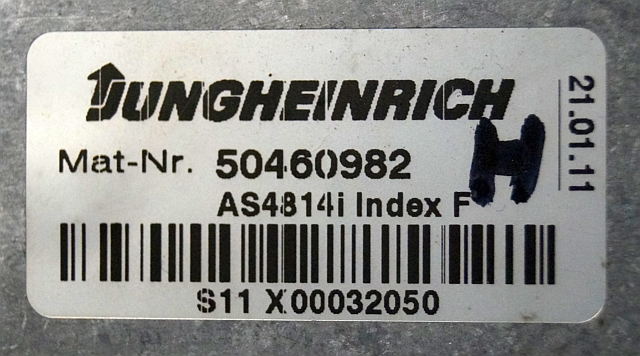 JUNGHEINRICH
Mat-Nr. 50460982
AS4814i Index F
H
S11 X00032050
21.01.11